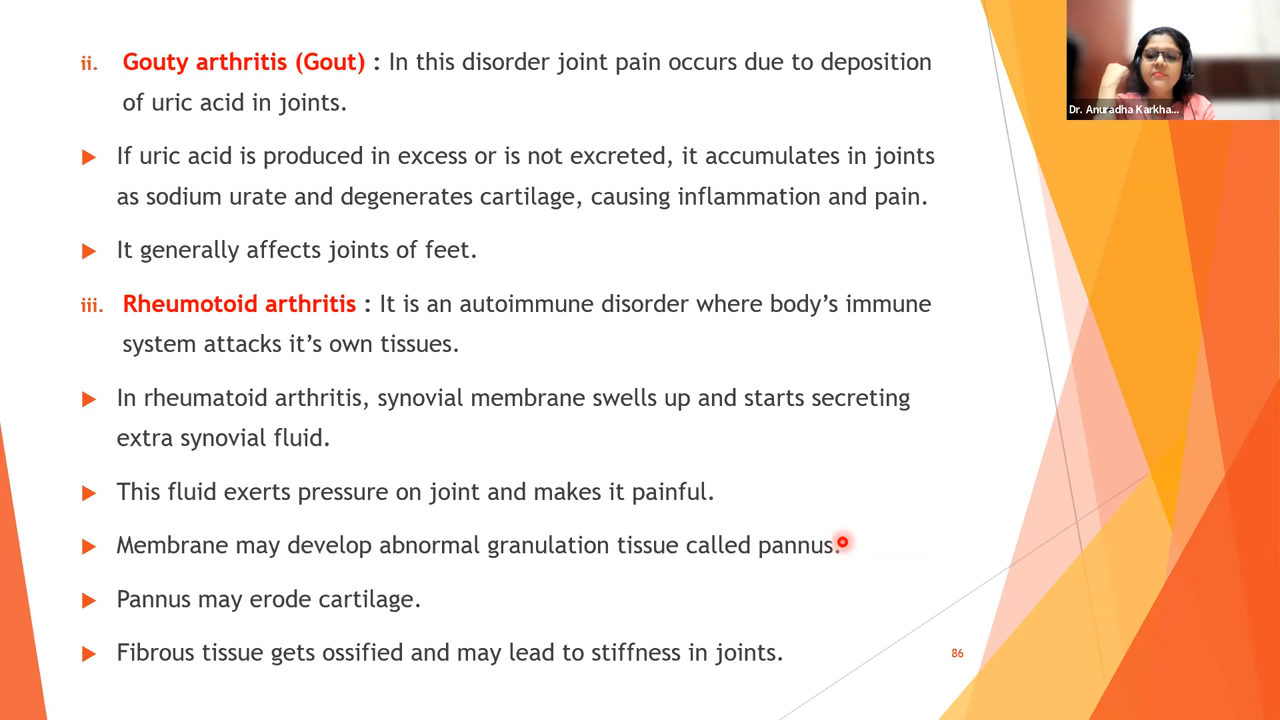 ii. Gouty arthritis (Gout) : In this disorder joint pain occurs due to deposition
of uric acid in joints.
If uric acid is produced in excess or is not excreted, it accumulates in joints
as sodium urate and degenerates cartilage, causing inflammation and pain.
It generally affects joints of feet.
iii. Rheumotoid arthritis : It is an autoimmune disorder where body’s immune
system attacks it’s own tissues.
In rheumatoid arthritis, synovial membrane swells up and starts secreting
extra synovial fluid.
This fluid exerts pressure on joint and makes it painful.
Membrane may develop abnormal granulation tissue called pannus.
Pannus may erode cartilage.
Fibrous tissue gets ossified and may lead to stiffness in joints.
86
Dr. Anuradha Karkha...